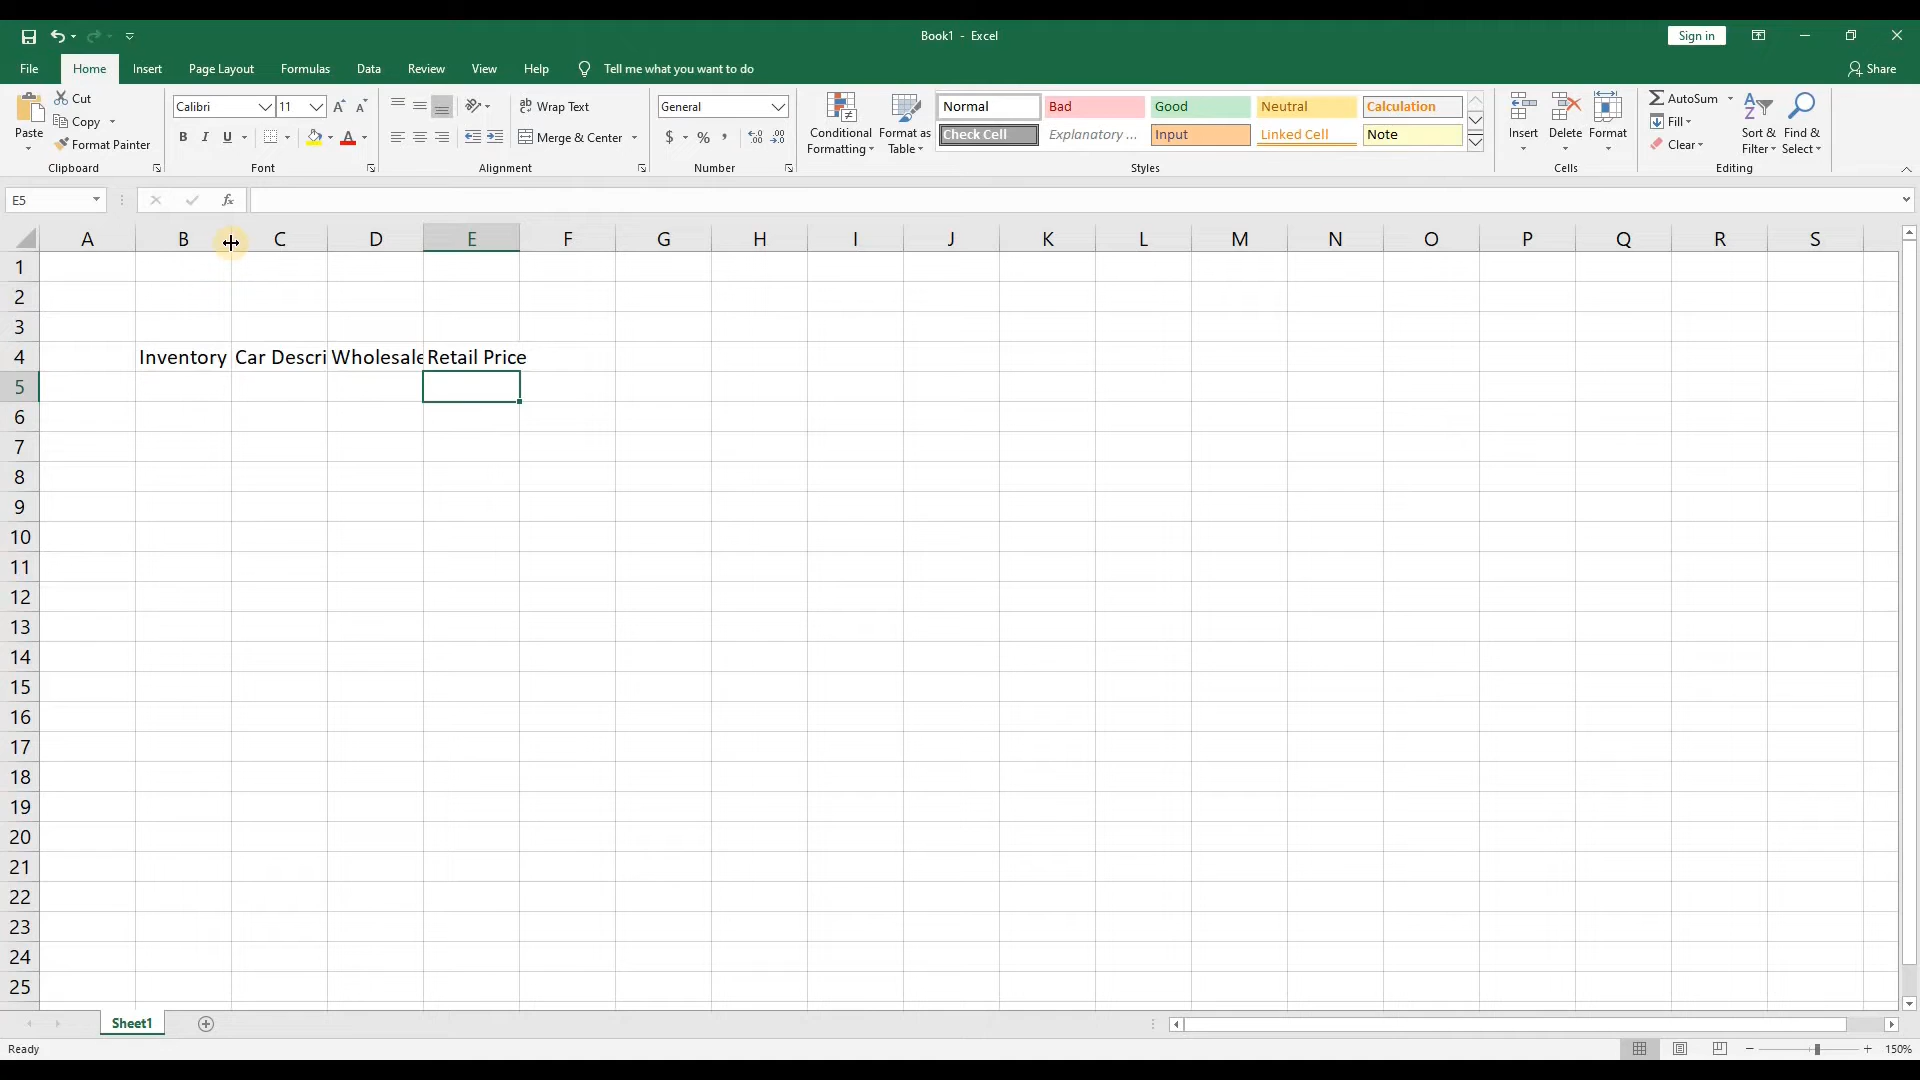 Book1 - Excel
Sign in
File Home Insert Page Layout Formulas Data Review View Help Tell me what you want to do Share
Paste
Cut
Copy
Format Painter
Clipboard
Calibri 11
A A
B I U A
Font
ab Wrap Text
Merge & Center
Alignment
General
$ % ,
Number
Conditional Formatting
Format as Table
Normal Bad Good Neutral Calculation
Check Cell Explanatory ... Input Linked Cell Note
Styles
Insert Delete Format
Cells
AutoSum
Fill
Clear
Sort & Filter
Find & Select
Editing
E5 fx
A B C D E F G H I J K L M N O P Q R S
1
2
3
4 Inventory Car Descri Wholesale Retail Price
5
6
7
8
9
10
11
12
13
14
15
16
17
18
19
20
21
22
23
24
25
Sheet1
Ready 150%